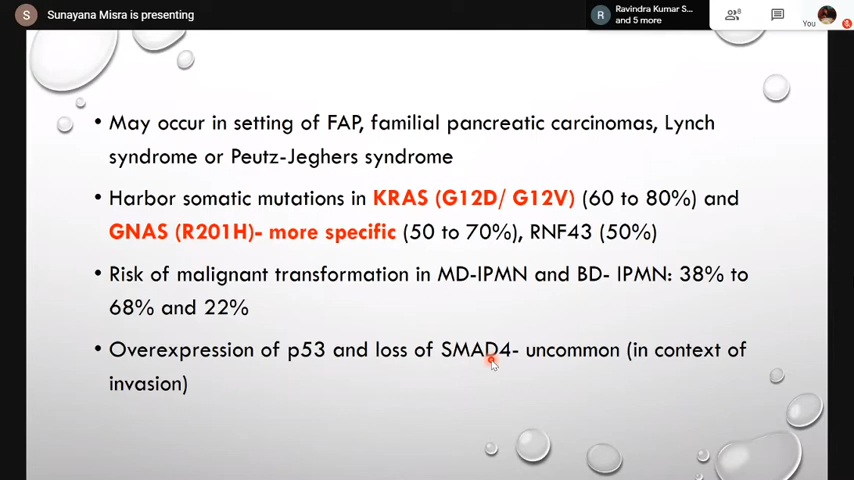 S Sunayana Misra is presenting
R Ravindra Kumar S...
and 5 more
8
You
• May occur in setting of FAP, familial pancreatic carcinomas, Lynch
syndrome or Peutz-Jeghers syndrome
• Harbor somatic mutations in KRAS (G12D/ G12V) (60 to 80%) and
GNAS (R201H)- more specific (50 to 70%), RNF43 (50%)
• Risk of malignant transformation in MD-IPMN and BD- IPMN: 38% to
68% and 22%
• Overexpression of p53 and loss of SMAD4- uncommon (in context of
invasion)